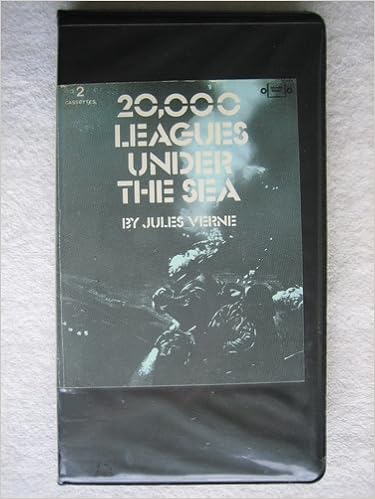 2
CASSETTES
20,000
LEAGUES
UNDER
THE SEA
BY JULES VERNE